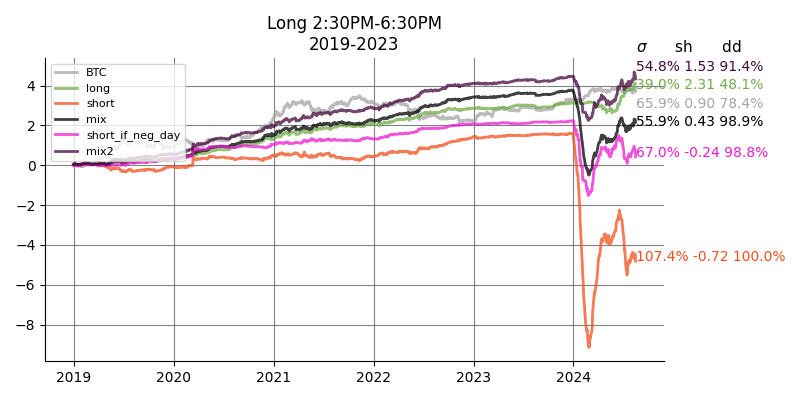 Long 2:30PM-6:30PM
2019-2023
σ sh dd
54.8% 1.53 91.4%
39.0% 2.31 48.1%
65.9% 0.90 78.4%
55.9% 0.43 98.9%
67.0% -0.24 98.8%
107.4% -0.72 100.0%
BTC
long
short
mix
short_if_neg_day
mix2
4
2
0
−2
−4
−6
−8
2019 2020 2021 2022 2023 2024